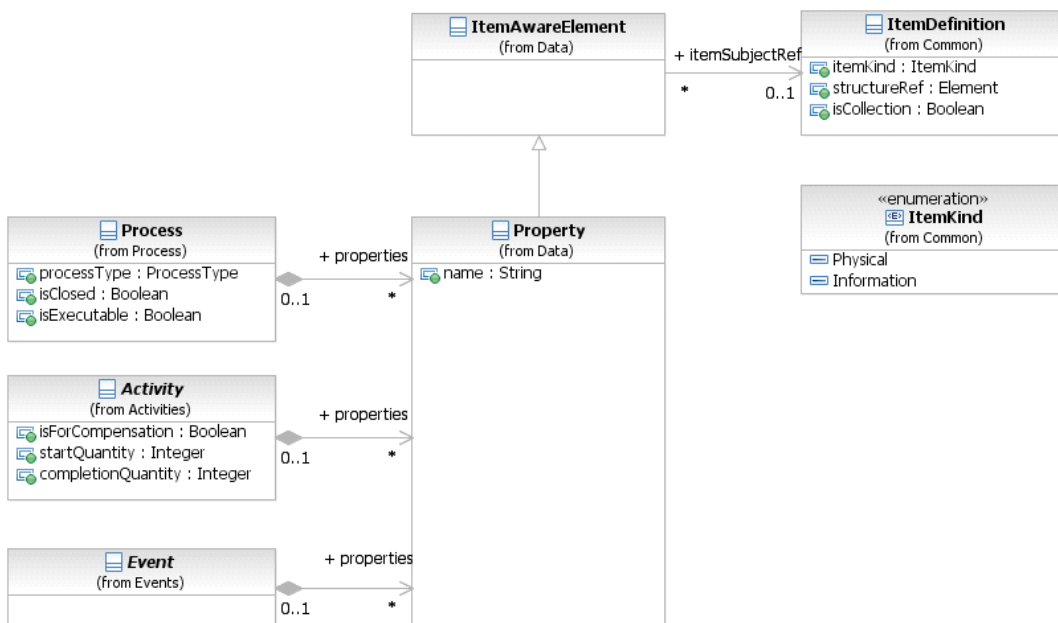 ItemAwareElement
(from Data)
+ itemSubjectRef
*
0..1
ItemDefinition
(from Common)
itemKind : ItemKind
structureRef : Element
isCollection : Boolean
«enumeration»
ItemKind
(from Common)
Physical
Information
Process
(from Process)
processType : ProcessType
isClosed : Boolean
isExecutable : Boolean
+ properties
0..1
*
Property
(from Data)
name : String
Activity
(from Activities)
isForCompensation : Boolean
startQuantity : Integer
completionQuantity : Integer
+ properties
0..1
*
Event
(from Events)
+ properties
0..1
*